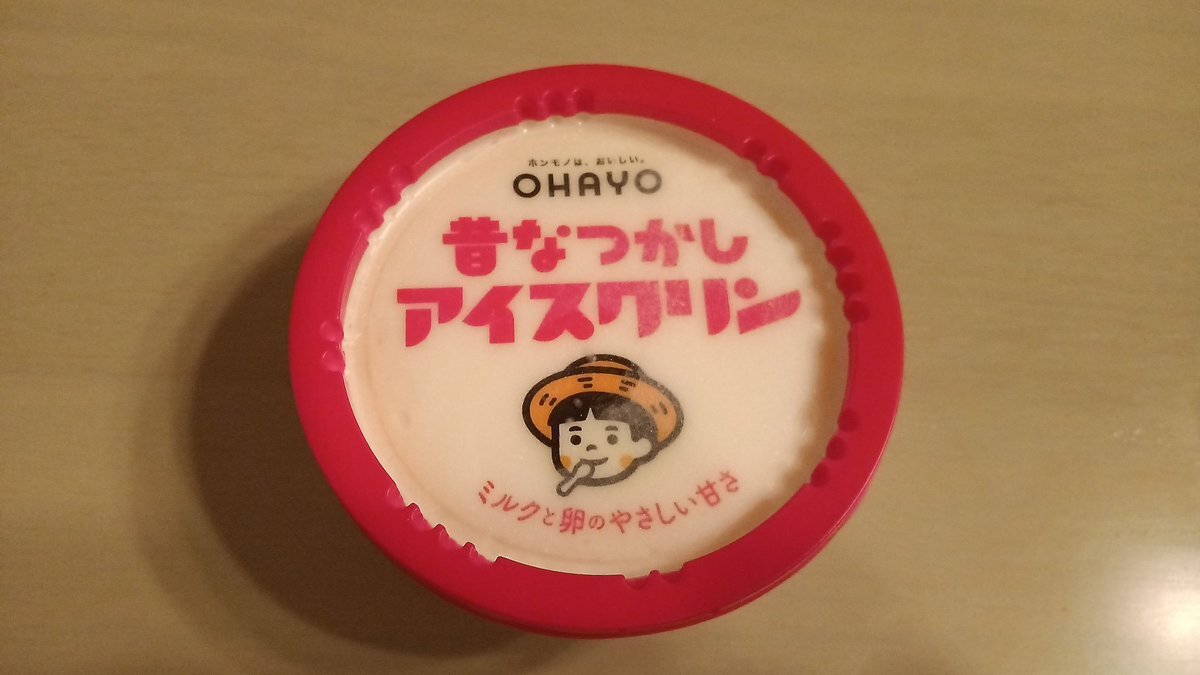 ホンモノは、おいしい。
OHAYO
昔なつかし
アイスクリン
ミルクと卵のやさしい甘さ